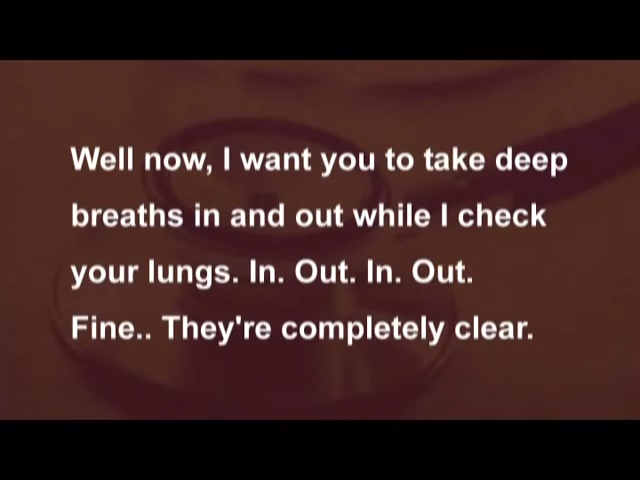 Well now, I want you to take deep
breaths in and out while I check
your lungs. In. Out. In. Out.
Fine.. They're completely clear.